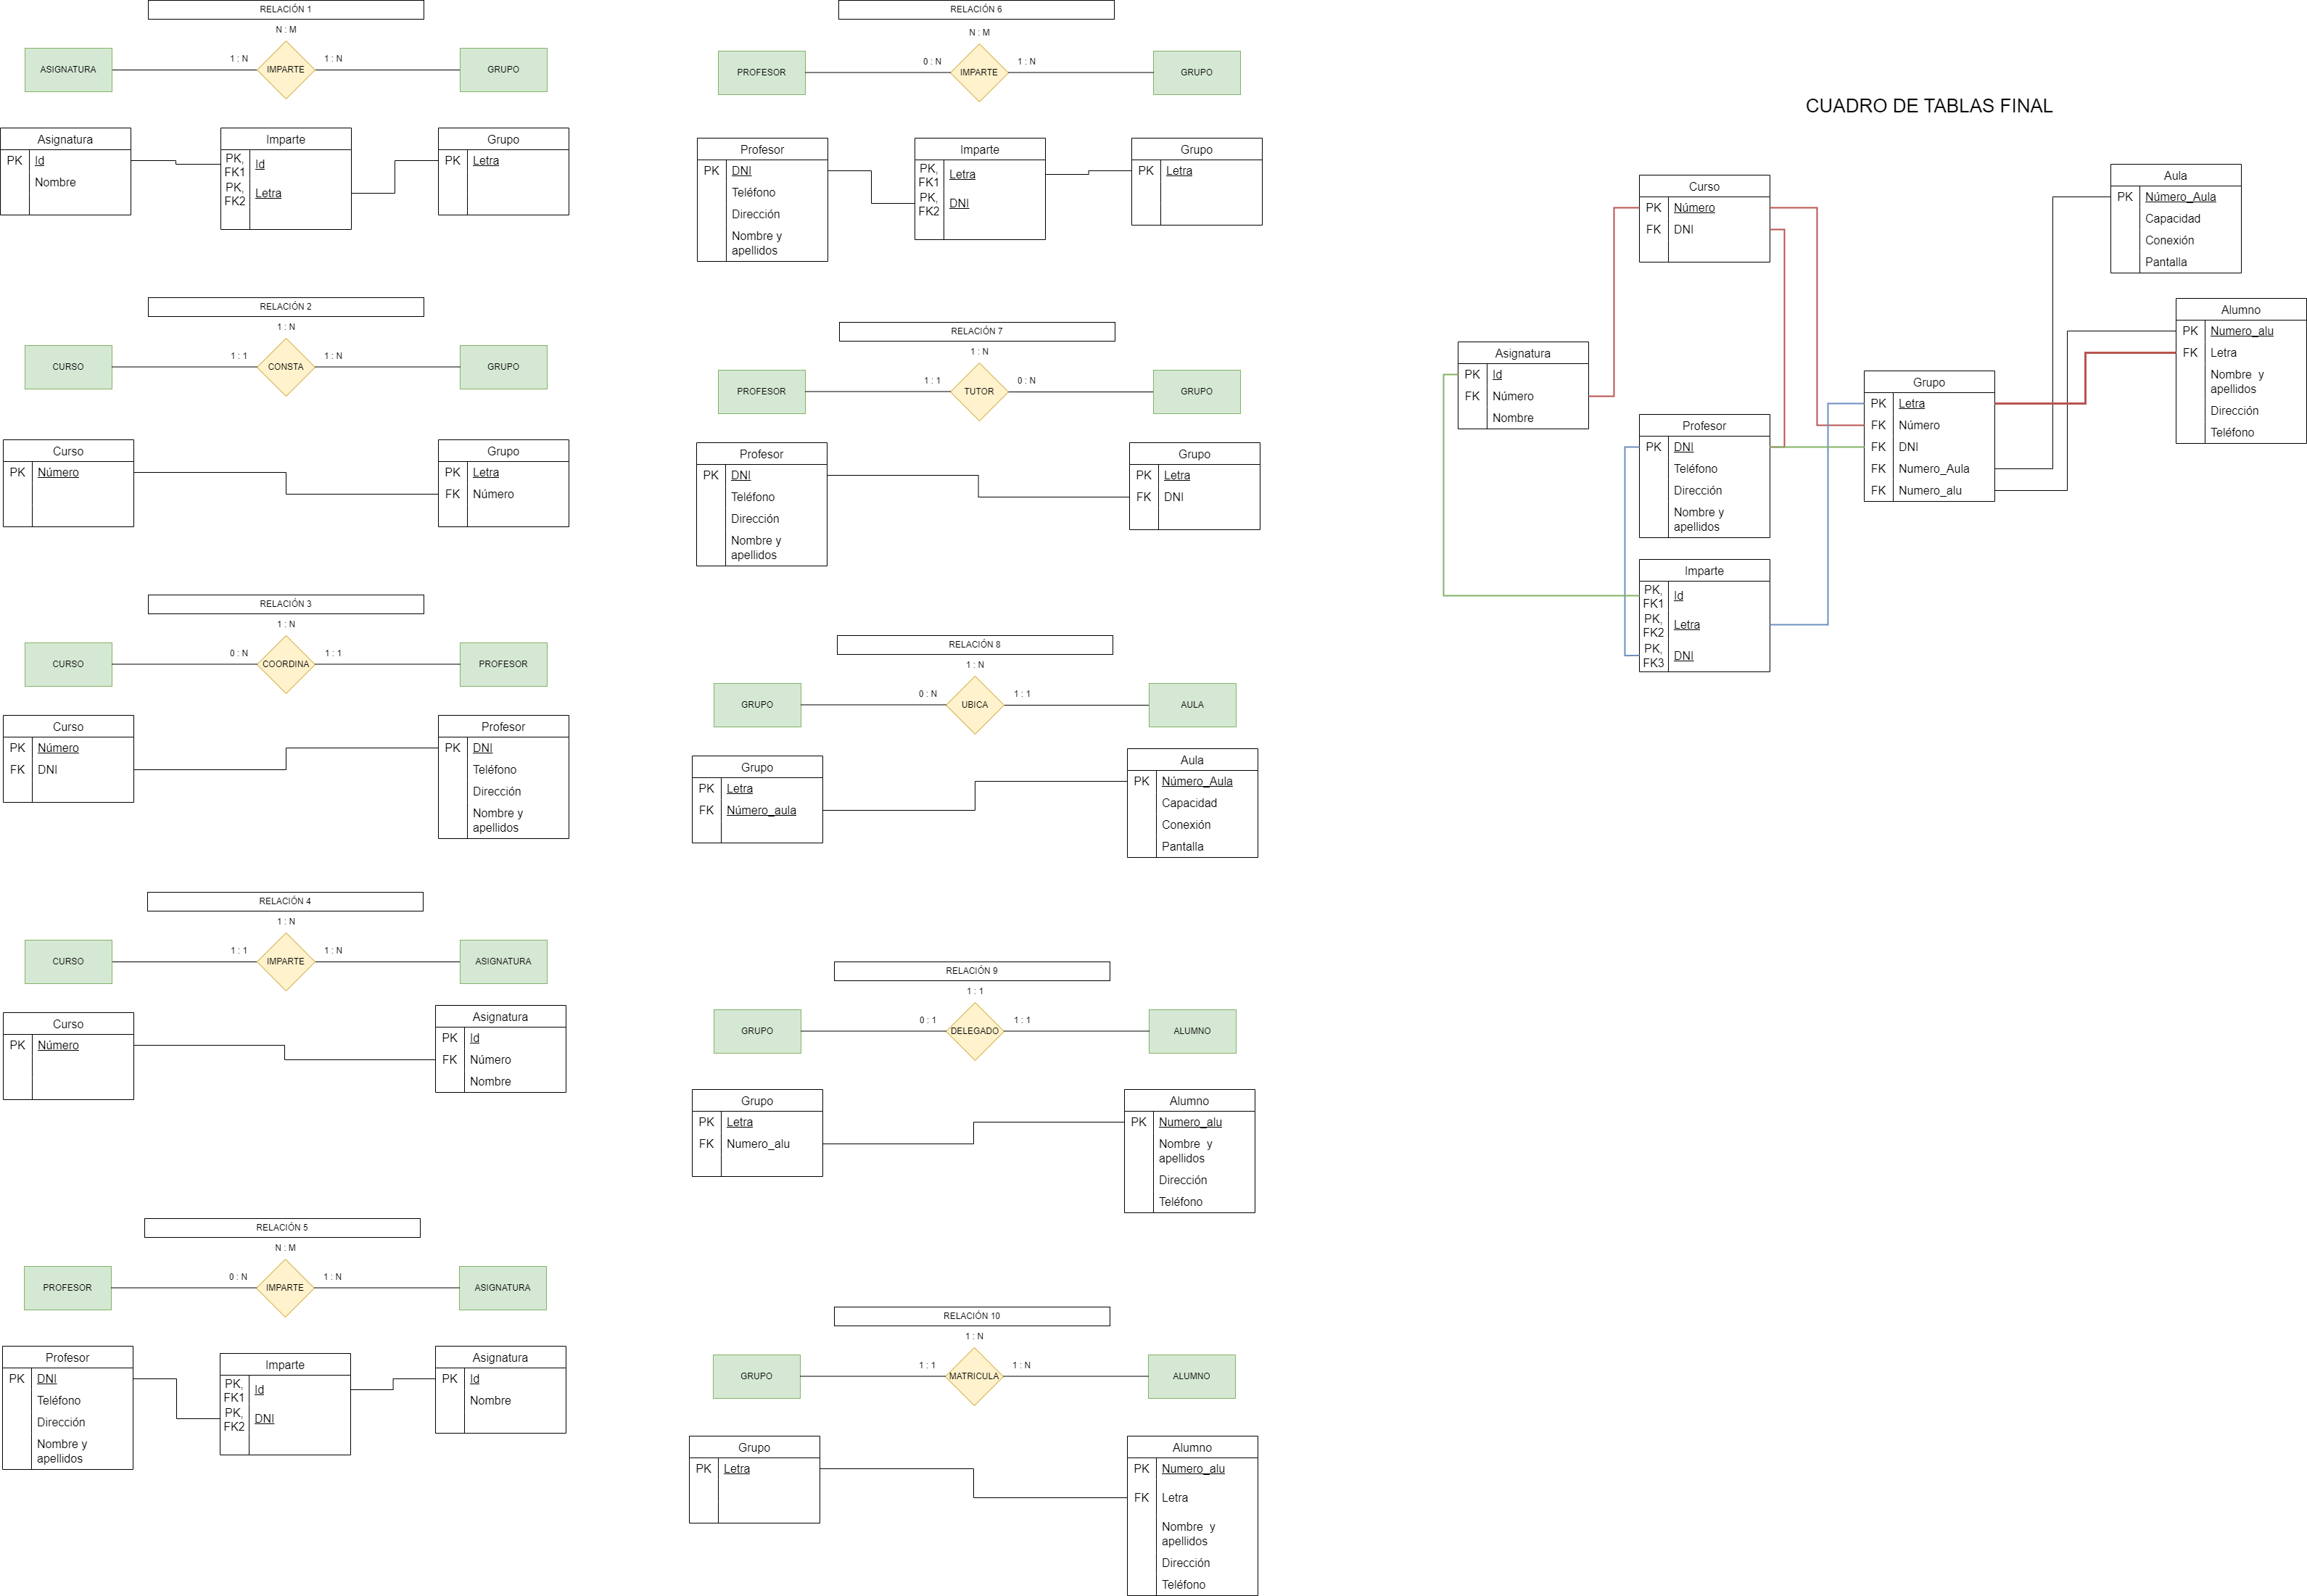 RELACIÓN 1
N : M
ASIGNATURA
1 : N
IMPARTE
1 : N
GRUPO
Asignatura
PK
Id
Nombre
Imparte
PK,
FK1
Id
PK,
FK2
Letra
Grupo
PK
Letra
RELACIÓN 2
1 : N
CURSO
1 : 1
CONSTA
1 : N
GRUPO
Curso
PK
Número
Grupo
PK
Letra
FK
Número
RELACIÓN 3
1 : N
CURSO
0 : N
COORDINA
1 : 1
PROFESOR
Curso
PK
Número
FK
DNI
Profesor
PK
DNI
Teléfono
Dirección
Nombre y
apellidos
RELACIÓN 4
1 : N
CURSO
1 : 1
IMPARTE
1 : N
ASIGNATURA
Curso
PK
Número
Asignatura
PK
Id
FK
Número
Nombre
RELACIÓN 5
N : M
PROFESOR
0 : N
IMPARTE
1 : N
ASIGNATURA
Profesor
PK
DNI
Teléfono
Dirección
Nombre y
apellidos
Imparte
PK,
FK1
Id
PK,
FK2
DNI
Asignatura
PK
Id
Nombre
RELACIÓN 6
N : M
PROFESOR
0 : N
IMPARTE
1 : N
GRUPO
Profesor
PK
DNI
Teléfono
Dirección
Nombre y
apellidos
Imparte
PK,
FK1
Letra
PK,
FK2
DNI
Grupo
PK
Letra
RELACIÓN 7
1 : N
PROFESOR
1 : 1
TUTOR
0 : N
GRUPO
Profesor
PK
DNI
Teléfono
Dirección
Nombre y
apellidos
Grupo
PK
Letra
FK
DNI
RELACIÓN 8
1 : N
GRUPO
0 : N
UBICA
1 : 1
AULA
Grupo
PK
Letra
FK
Número_aula
Aula
PK
Número_Aula
Capacidad
Conexión
Pantalla
RELACIÓN 9
1 : 1
GRUPO
0 : 1
DELEGADO
1 : 1
ALUMNO
Grupo
PK
Letra
FK
Numero_alu
Alumno
PK
Numero_alu
Nombre y
apellidos
Dirección
Teléfono
RELACIÓN 10
1 : N
GRUPO
1 : 1
MATRICULA
1 : N
ALUMNO
Grupo
PK
Letra
Alumno
PK
Numero_alu
FK
Letra
Nombre y
apellidos
Dirección
Teléfono
CUADRO DE TABLAS FINAL
Curso
PK
Número
FK
DNI
Aula
PK
Número_Aula
Capacidad
Conexión
Pantalla
Alumno
PK
Numero_alu
FK
Letra
Nombre y
apellidos
Dirección
Teléfono
Asignatura
PK
Id
FK
Número
Nombre
Grupo
PK
Letra
FK
Número
FK
DNI
FK
Numero_Aula
FK
Numero_alu
Profesor
PK
DNI
Teléfono
Dirección
Nombre y
apellidos
Imparte
PK,
FK1
Id
PK,
FK2
Letra
PK,
FK3
DNI